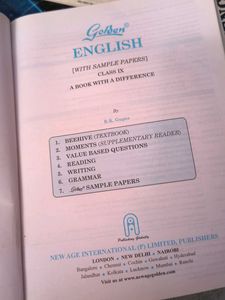 Golden
ENGLISH
[WITH SAMPLE PAPERS]
CLASS IX
A BOOK WITH A DIFFERENCE
By
B.K. Gupta
1. BEEHIVE (TEXTBOOK)
2. MOMENTS (SUPPLEMENTARY READER)
3. VALUE BASED QUESTIONS
4. READING
5. WRITING
6. GRAMMAR
7. Golden SAMPLE PAPERS
Publishing Globally
NEW AGE INTERNATIONAL (P) LIMITED, PUBLISHERS
LONDON • NEW DELHI • NAIROBI
Bangalore • Chennai • Cochin • Guwahati • Hyderabad
Jalandhar • Kolkata • Lucknow • Mumbai • Ranchi
Visit us at www.newagegolden.com